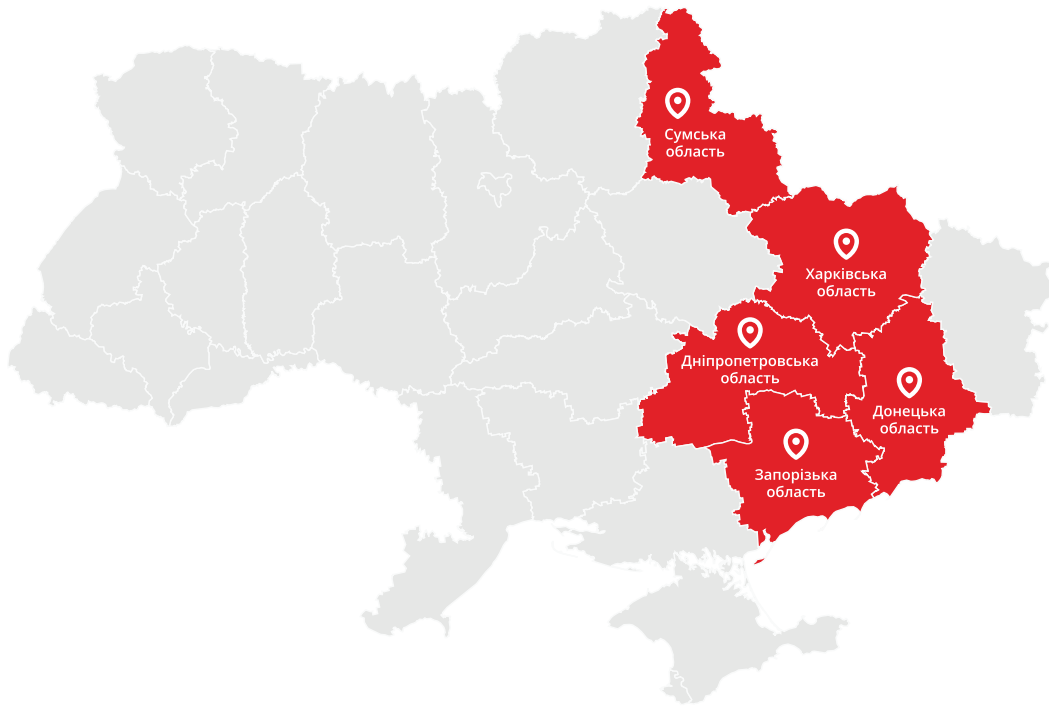 Сумська
область
Харківська
область
Дніпропетровська
область
Донецька
область
Запорізька
область